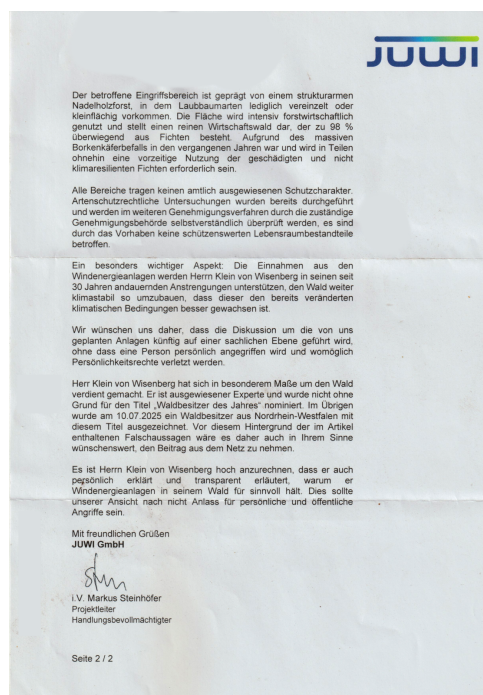 JUWI
Der betroffene Eingriffsbereich ist geprägt von einem strukturarmen
Nadelholzforst, in dem Laubbaumarten lediglich vereinzelt oder
kleinflächig vorkommen. Die Fläche wird intensiv forstwirtschaftlich
genutzt und stellt einen reinen Wirtschaftswald dar, der zu 98 %
überwiegend aus Fichten besteht. Aufgrund des massiven
Borkenkäferbefalls in den vergangenen Jahren war und wird in Teilen
ohnehin eine vorzeitige Nutzung der geschädigten und nicht
klimaresilienten Fichten erforderlich sein.
Alle Bereiche tragen keinen amtlich ausgewiesenen Schutzcharakter.
Artenschutzrechtliche Untersuchungen wurden bereits durchgeführt
und werden im weiteren Genehmigungsverfahren durch die zuständige
Genehmigungsbehörde selbstverständlich überprüft werden, es sind
durch das Vorhaben keine schützenswerten Lebensraumbestandteile
betroffen.
Ein besonders wichtiger Aspekt: Die Einnahmen aus den
Windenergieanlagen werden Herrn Klein von Wisenberg in seinen seit
30 Jahren andauernden Anstrengungen unterstützen, den Wald weiter
klimastabil so umzubauen, dass dieser den bereits veränderten
klimatischen Bedingungen besser gewachsen ist.
Wir wünschen uns daher, dass die Diskussion um die von uns
geplanten Anlagen künftig auf einer sachlichen Ebene geführt wird,
ohne dass eine Person persönlich angegriffen wird und womöglich
Persönlichkeitsrechte verletzt werden.
Herr Klein von Wisenberg hat sich in besonderem Maße um den Wald
verdient gemacht. Er ist ausgewiesener Experte und wurde nicht ohne
Grund für den Titel „Waldbesitzer des Jahres“ nominiert. Im Übrigen
wurde am 10.07.2025 ein Waldbesitzer aus Nordrhein-Westfalen mit
diesem Titel ausgezeichnet. Vor diesem Hintergrund der im Artikel
enthaltenen Falschaussagen wäre es daher auch in Ihrem Sinne
wünschenswert, den Beitrag aus dem Netz zu nehmen.
Es ist Herrn Klein von Wisenberg hoch anzurechnen, dass er auch
persönlich erklärt und transparent erläutert, warum er
Windenergieanlagen in seinem Wald für sinnvoll hält. Dies sollte
unserer Ansicht nach nicht Anlass für persönliche und öffentliche
Angriffe sein.
Mit freundlichen Grüßen
JUWI GmbH
i.V. Markus Steinhöfer
Projektleiter
Handlungsbevollmächtigter
Seite 2 / 2